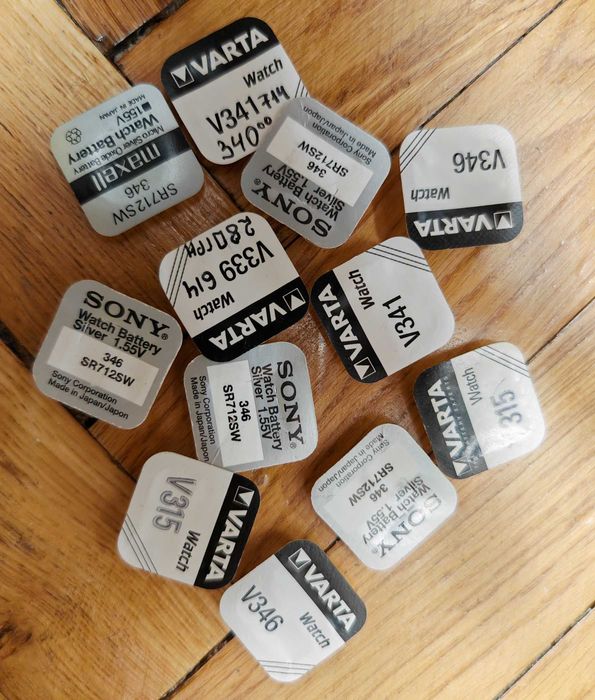 VARTA
Watch
V341 714
340 00
SR712SW
346
maxell
Micro Silver Oxide Battery
Watch Battery
1.55V
MADE IN JAPAN
Sony Corporation
Made in Japan/Japon
SR712SW
346
Silver 1.55V
Watch Battery
SONY
V346
Watch
VARTA
280грн
V339 614
Watch
VARTA
V341
Watch
VARTA
SONY
Watch Battery
Silver 1.55V
346
SR712SW
Sony Corporation
Made in Japan/Japon
SONY
Watch Battery
Silver 1.55V
346
SR712SW
Sony Corporation
Made in Japan/Japon
315
Watch
VARTA
V315
Watch
VARTA
Sony Corporation
Made in Japan/Japon
SR712SW
346
Silver 1.55V
Watch Battery
SONY
VARTA
Watch
V346